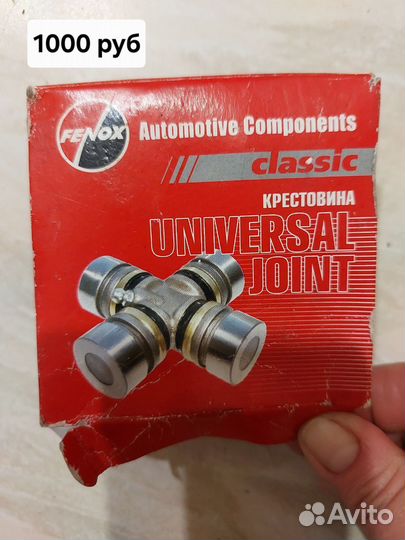 1000 руб
FENOX
Automotive Components
classic
КРЕСТОВИНА
UNIVERSAL
JOINT
Avito